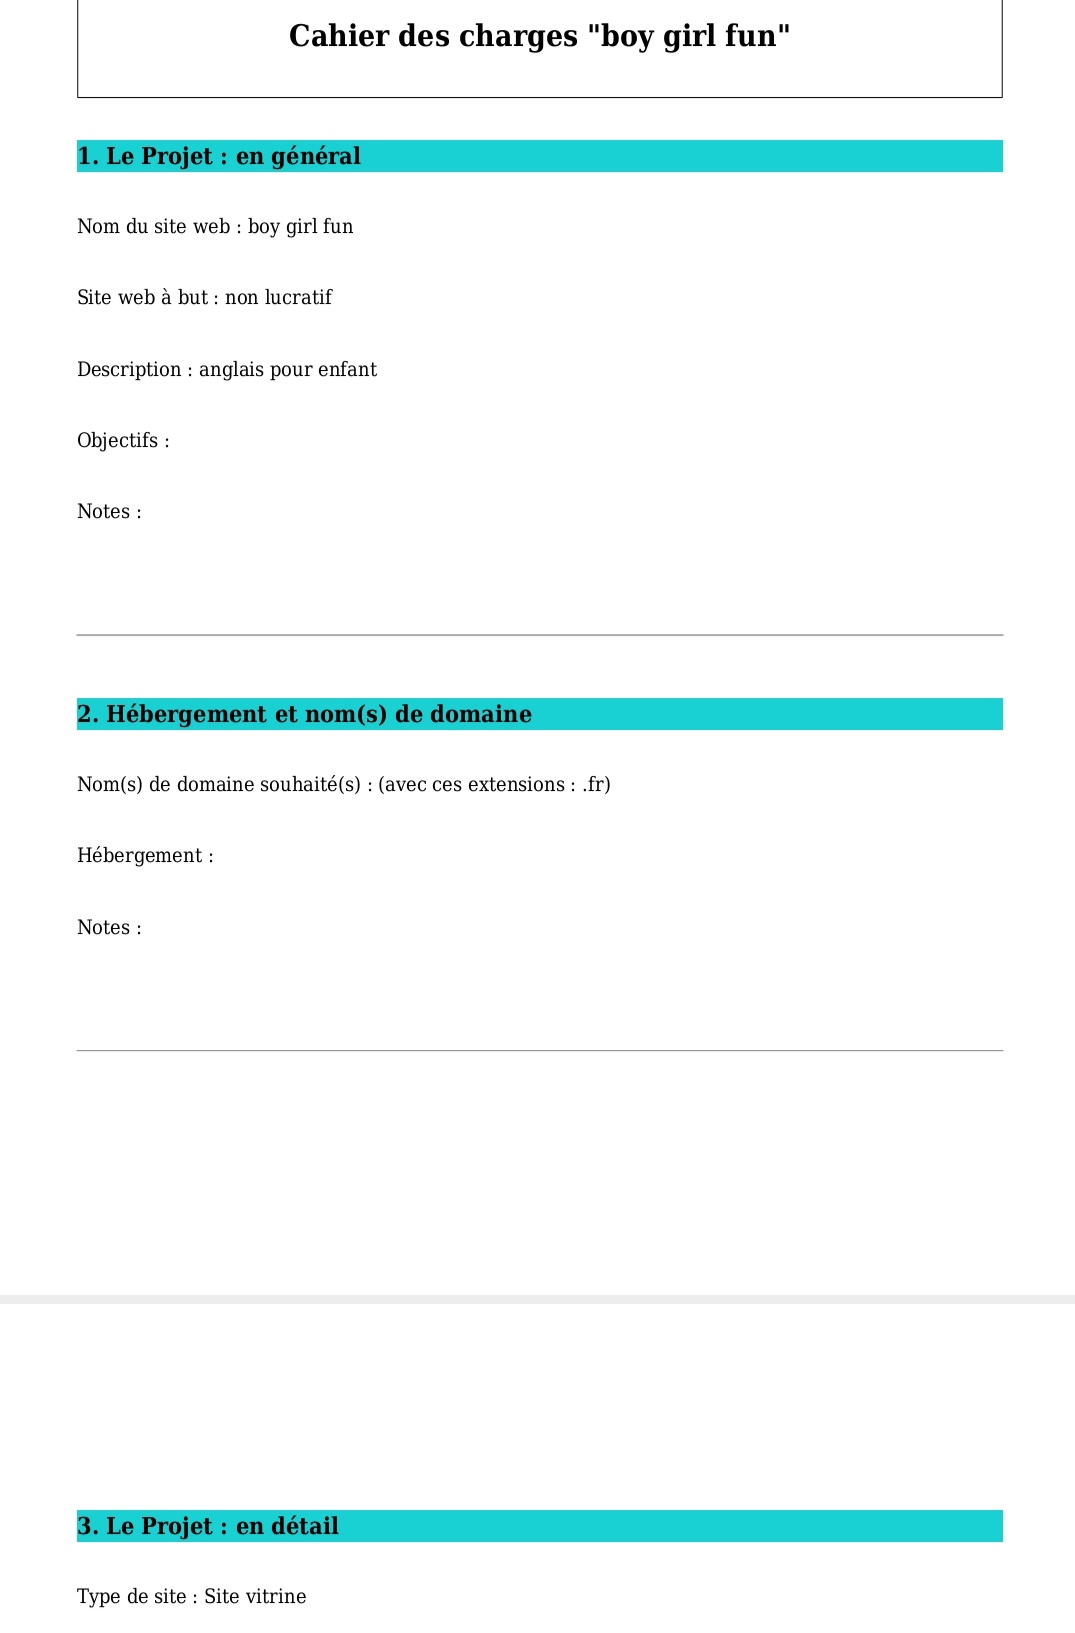 Cahier des charges "boy girl fun"
1. Le Projet : en général
Nom du site web : boy girl fun
Site web à but : non lucratif
Description : anglais pour enfant
Objectifs :
Notes :
2. Hébergement et nom(s) de domaine
Nom(s) de domaine souhaité(s) : (avec ces extensions : .fr)
Hébergement :
Notes :
3. Le Projet : en détail
Type de site : Site vitrine